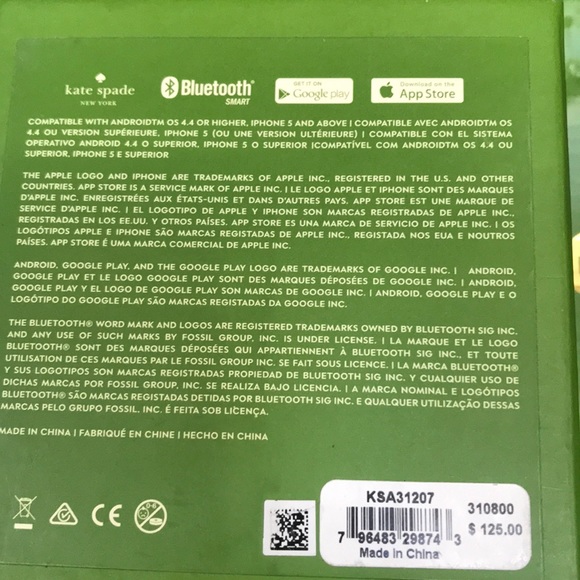 kate spade
NEW YORK
Bluetooth®
SMART
GET IT ON
Google play
Download on the
App Store
COMPATIBLE WITH ANDROIDTM OS 4.4 OR HIGHER, IPHONE 5 AND ABOVE | COMPATIBLE AVEC ANDROIDTM OS
4.4 OU VERSION SUPÉRIEURE, IPHONE 5 (OU UNE VERSION ULTÉRIEURE) | COMPATIBLE CON EL SISTEMA
OPERATIVO ANDROID 4.4 O SUPERIOR, IPHONE 5 O SUPERIOR |COMPATÍVEL COM ANDROIDTM OS 4.4 OU
SUPERIOR, IPHONE 5 E SUPERIOR
THE APPLE LOGO AND IPHONE ARE TRADEMARKS OF APPLE INC., REGISTERED IN THE U.S. AND OTHER
COUNTRIES. APP STORE IS A SERVICE MARK OF APPLE INC. | LE LOGO APPLE ET IPHONE SONT DES MARQUES
D'APPLE INC. ENREGISTRÉES AUX ÉTATS-UNIS ET DANS D'AUTRES PAYS. APP STORE EST UNE MARQUE DE
SERVICE D'APPLE INC. | EL LOGOTIPO DE APPLE Y IPHONE SON MARCAS REGISTRADAS DE APPLE INC.,
REGISTRADAS EN LOS EE.UU. Y OTROS PAÍSES. APP STORE ES UNA MARCA DE SERVICIO DE APPLE INC. | OS
LOGÓTIPOS APPLE E IPHONE SÃO MARCAS REGISTRADAS DE APPLE INC., REGISTADA NOS EUA E NOUTROS
PAÍSES. APP STORE É UMA MARCA COMERCIAL DE APPLE INC.
ANDROID, GOOGLE PLAY, AND THE GOOGLE PLAY LOGO ARE TRADEMARKS OF GOOGLE INC. | ANDROID,
GOOGLE PLAY ET LE LOGO GOOGLE PLAY SONT DES MARQUES DÉPOSÉES DE GOOGLE INC. | ANDROID,
GOOGLE PLAY Y EL LOGO DE GOOGLE PLAY SON MARCAS DE GOOGLE INC. | ANDROID, GOOGLE PLAY E O
LOGÓTIPO DO GOOGLE PLAY SÃO MARCAS REGISTADAS DA GOOGLE INC.
THE BLUETOOTH® WORD MARK AND LOGOS ARE REGISTERED TRADEMARKS OWNED BY BLUETOOTH SIG INC.
AND ANY USE OF SUCH MARKS BY FOSSIL GROUP, INC. IS UNDER LICENSE. | LA MARQUE ET LE LOGO
BLUETOOTH® SONT DES MARQUES DÉPOSÉES QUI APPARTIENNENT À BLUETOOTH SIG INC., ET TOUTE
UTILISATION DE CES MARQUES PAR LE FOSSIL GROUP INC. SE FAIT SOUS LICENCE. | LA MARCA BLUETOOTH®
Y SUS LOGOTIPOS SON MARCAS REGISTRADAS PROPIEDAD DE BLUETOOTH SIG INC. Y CUALQUIER USO DE
DICHAS MARCAS POR FOSSIL GROUP, INC. SE REALIZA BAJO LICENCIA. | A MARCA NOMINAL E LOGÓTIPOS
BLUETOOTH® SÃO MARCAS REGISTADAS DETIDAS POR BLUETOOTH SIG INC. E QUALQUER UTILIZAÇÃO DESSAS
MARCAS PELO GRUPO FOSSIL. INC. É FEITA SOB LICENÇA.
MADE IN CHINA | FABRIQUÉ EN CHINE | HECHO EN CHINA
CE
0-3
KSA31207
310800
$ 125.00
7 96483 29874 3
Made in China